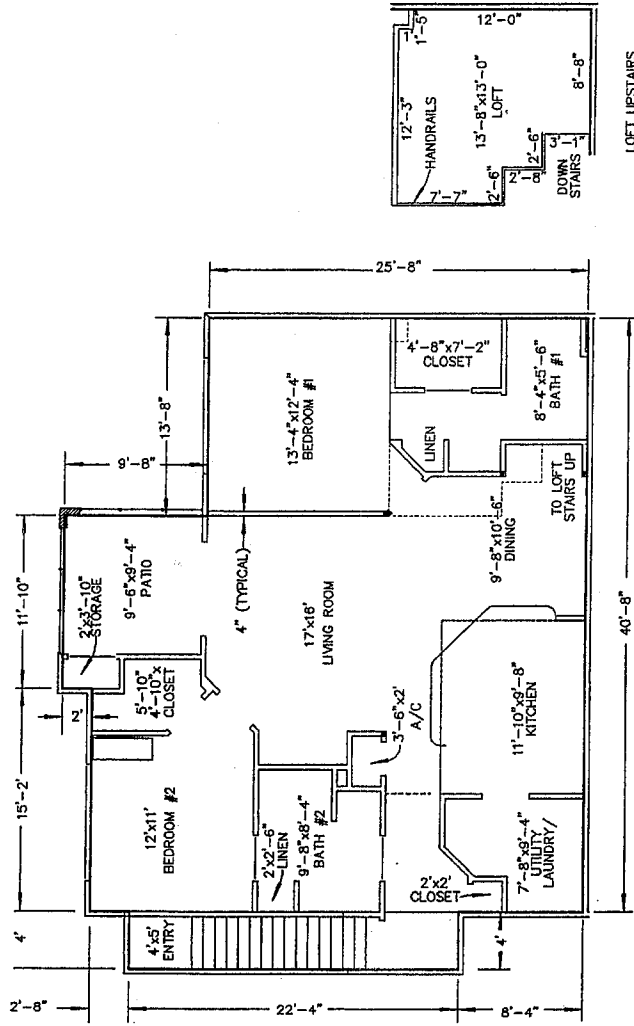 12'-0"
1'-5"
1'
12'-3"
13'-8"x13'-0"
LOFT
HANDRAILS
8'-8"
2'-6"
3'-1"
2'-8"
2'-6"
7'-7"
DOWN
STAIRS
LOFT UPSTAIRS
25'-8"
13'-8"
9'-8"
4'-8"x7'-2"
CLOSET
13'-4"x12'-4"
BEDROOM #1
8'-4"x5'-6"
BATH #1
LINEN
TO LOFT
STAIRS UP
9'-8"x10'-6"
DINING
11'-10"
9'-6"x9'-4"
PATIO
2'x3'-10"
STORAGE
4" (TYPICAL)
17'x16'
LIVING ROOM
40'-8"
5'-10"
4'-10"x
CLOSET
2'
15'-2"
3'-6"x2'
A/C
11'-10"x9'-8"
KITCHEN
12'x11'
BEDROOM #2
2'x2'-6"
LINEN
9'-8"x8'-4"
BATH #2
7'-8"x9'-4"
UTILITY
LAUNDRY/
2'x2'
CLOSET
4'x5'
ENTRY
4'
4'
2'-8"
22'-4"
8'-4"